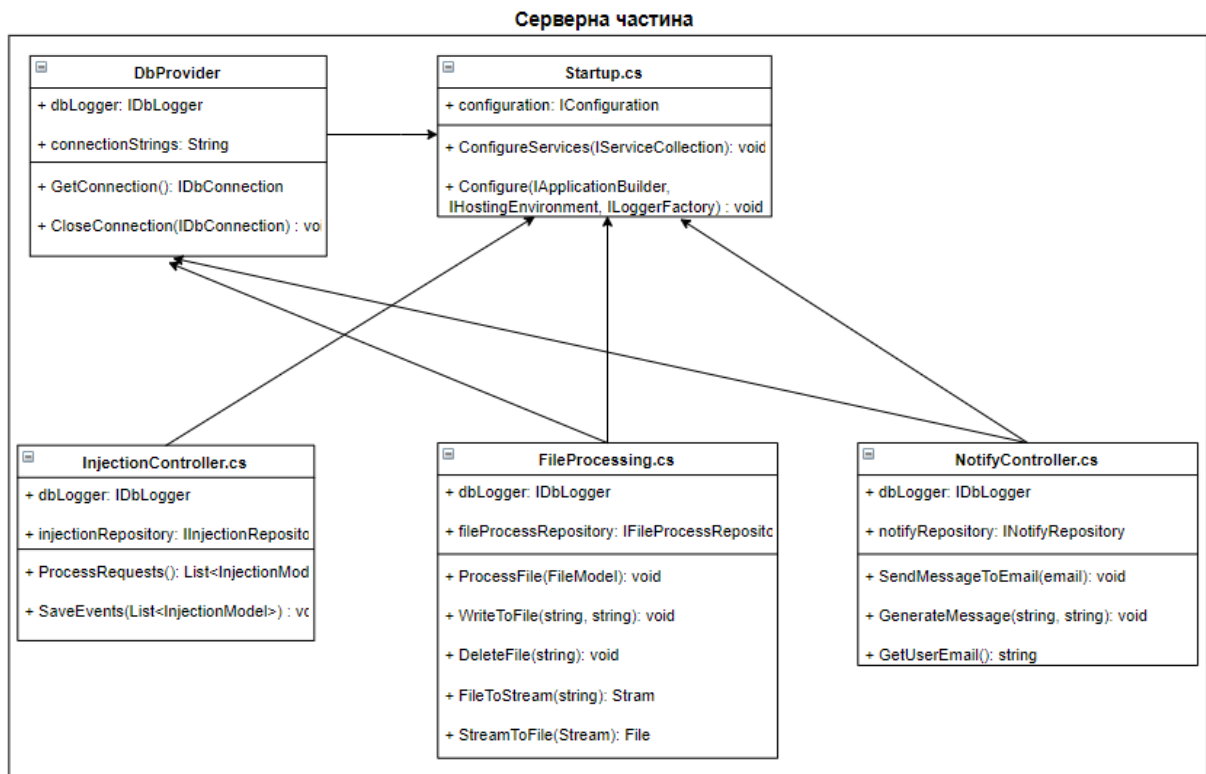 Серверна частина
DbProvider
+ dbLogger: IDbLogger
+ connectionStrings: String
+ GetConnection(): IDbConnection
+ CloseConnection(IDbConnection) : voi
Startup.cs
+ configuration: IConfiguration
+ ConfigureServices(IServiceCollection): void
+ Configure(IApplicationBuilder,
IHostingEnvironment, ILoggerFactory) : void
InjectionController.cs
+ dbLogger: IDbLogger
+ injectionRepository: IInjectionReposito
+ ProcessRequests(): List<InjectionMod
+ SaveEvents(List<InjectionModel>) : vo
FileProcessing.cs
+ dbLogger: IDbLogger
+ fileProcessRepository: IFileProcessReposito
+ ProcessFile(FileModel): void
+ WriteToFile(string, string): void
+ DeleteFile(string): void
+ FileToStream(string): Stram
+ StreamToFile(Stream): File
NotifyController.cs
+ dbLogger: IDbLogger
+ notifyRepository: INotifyRepository
+ SendMessageToEmail(email): void
+ GenerateMessage(string, string): void
+ GetUserEmail(): string